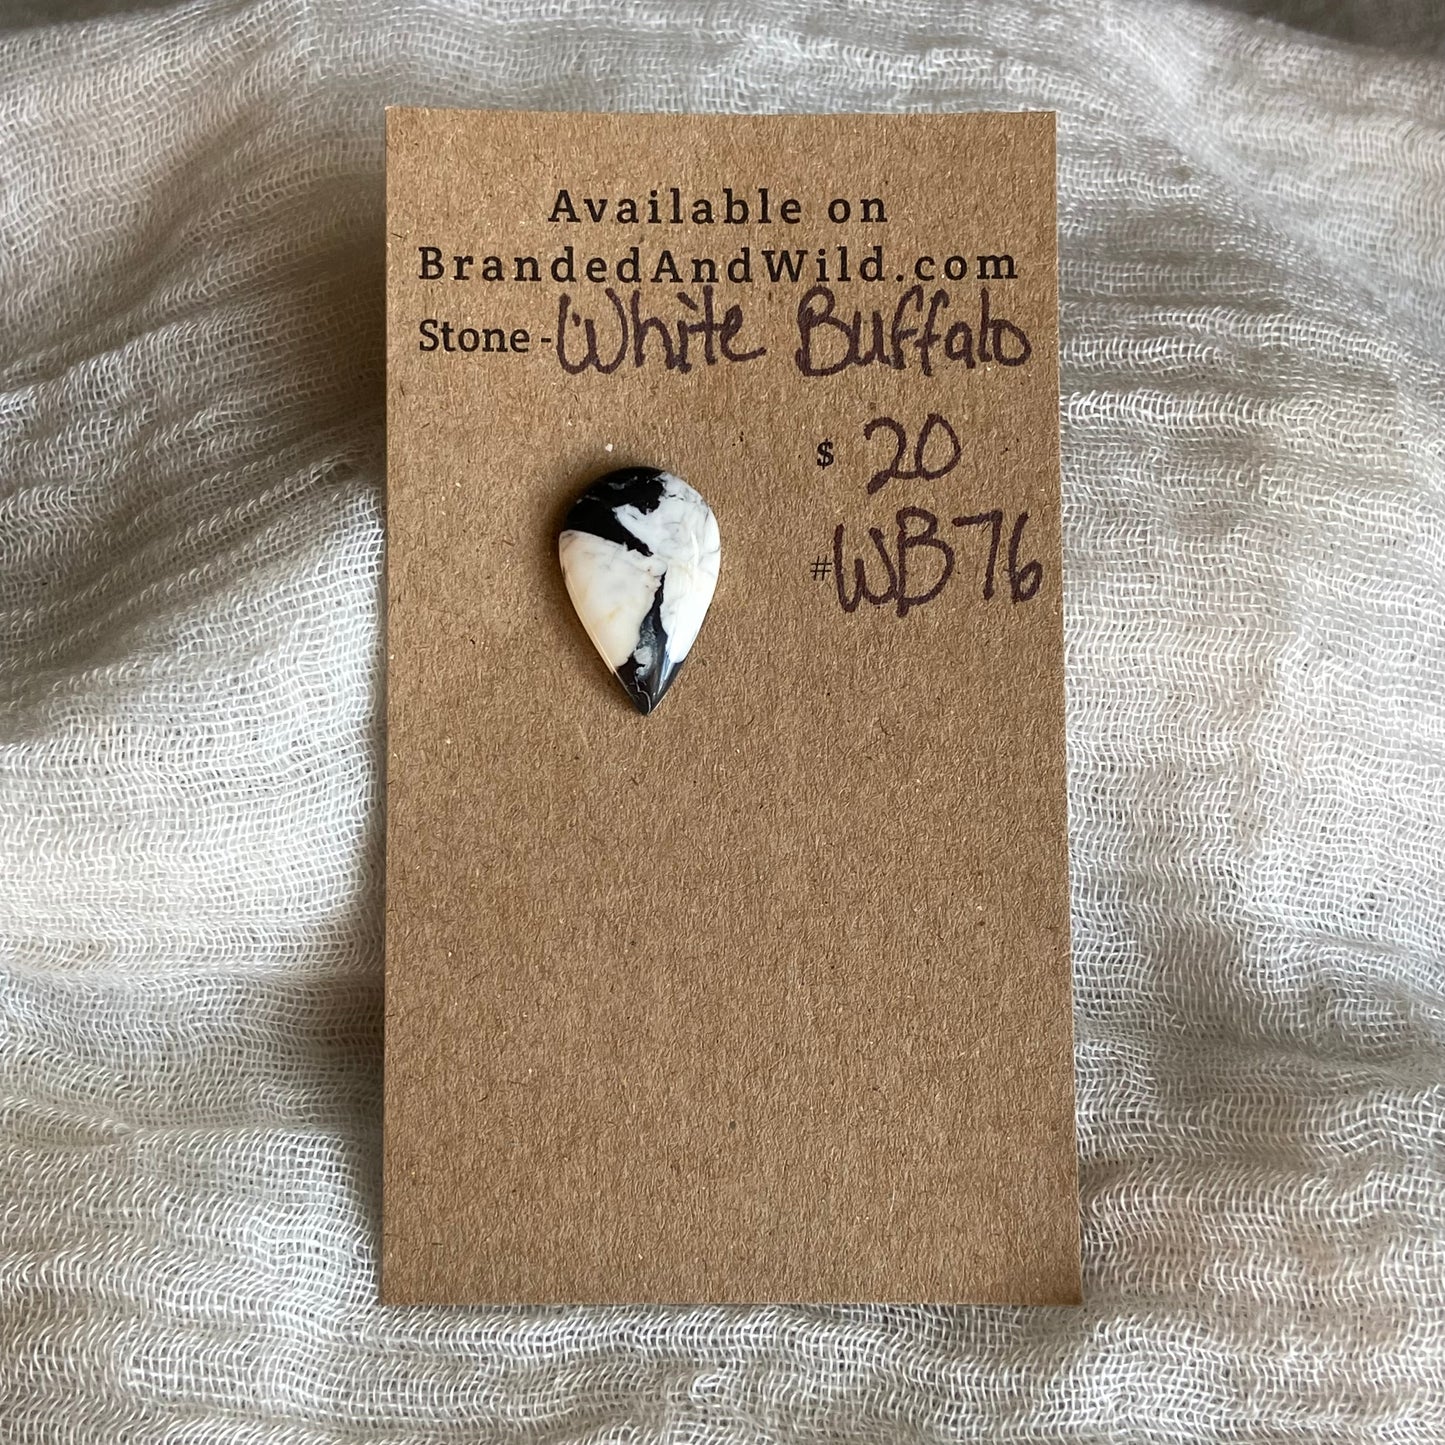 Available on
BrandedAndWild.com
Stone - White Buffalo
$ 20
# WB76